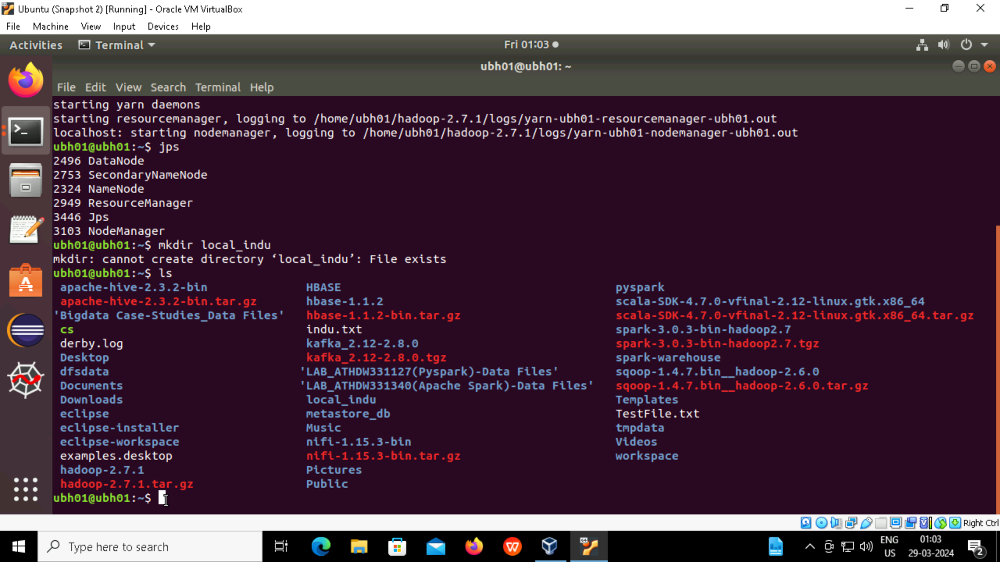 Ubuntu (Snapshot 2) [Running] - Oracle VM VirtualBox
File Machine View Input Devices Help
Activities Terminal Fri 01:03
ubh01@ubh01: ~
File Edit View Search Terminal Help
starting yarn daemons
starting resourcemanager, logging to /home/ubh01/hadoop-2.7.1/logs/yarn-ubh01-resourcemanager-ubh01.out
localhost: starting nodemanager, logging to /home/ubh01/hadoop-2.7.1/logs/yarn-ubh01-nodemanager-ubh01.out
ubh01@ubh01:~$ jps
2496 DataNode
2753 SecondaryNameNode
2324 NameNode
2949 ResourceManager
3446 Jps
3103 NodeManager
ubh01@ubh01:~$ mkdir local_indu
mkdir: cannot create directory ‘local_indu’: File exists
ubh01@ubh01:~$ ls
apache-hive-2.3.2-bin HBASE pyspark
apache-hive-2.3.2-bin.tar.gz hbase-1.1.2 scala-SDK-4.7.0-vfinal-2.12-linux.gtk.x86_64
'Bigdata Case-Studies_Data Files' hbase-1.1.2-bin.tar.gz scala-SDK-4.7.0-vfinal-2.12-linux.gtk.x86_64.tar.gz
cs indu.txt spark-3.0.3-bin-hadoop2.7
derby.log kafka_2.12-2.8.0 spark-3.0.3-bin-hadoop2.7.tgz
Desktop kafka_2.12-2.8.0.tgz spark-warehouse
dfsdata 'LAB_ATHDW331127(Pyspark)-Data Files' sqoop-1.4.7.bin__hadoop-2.6.0
Documents 'LAB_ATHDW331340(Apache Spark)-Data Files' sqoop-1.4.7.bin__hadoop-2.6.0.tar.gz
Downloads local_indu Templates
eclipse metastore_db TestFile.txt
eclipse-installer Music tmpdata
eclipse-workspace nifi-1.15.3-bin Videos
examples.desktop nifi-1.15.3-bin.tar.gz workspace
hadoop-2.7.1 Pictures
hadoop-2.7.1.tar.gz Public
ubh01@ubh01:~$
Right Ctrl
Type here to search
ENG
US
01:03
29-03-2024
2